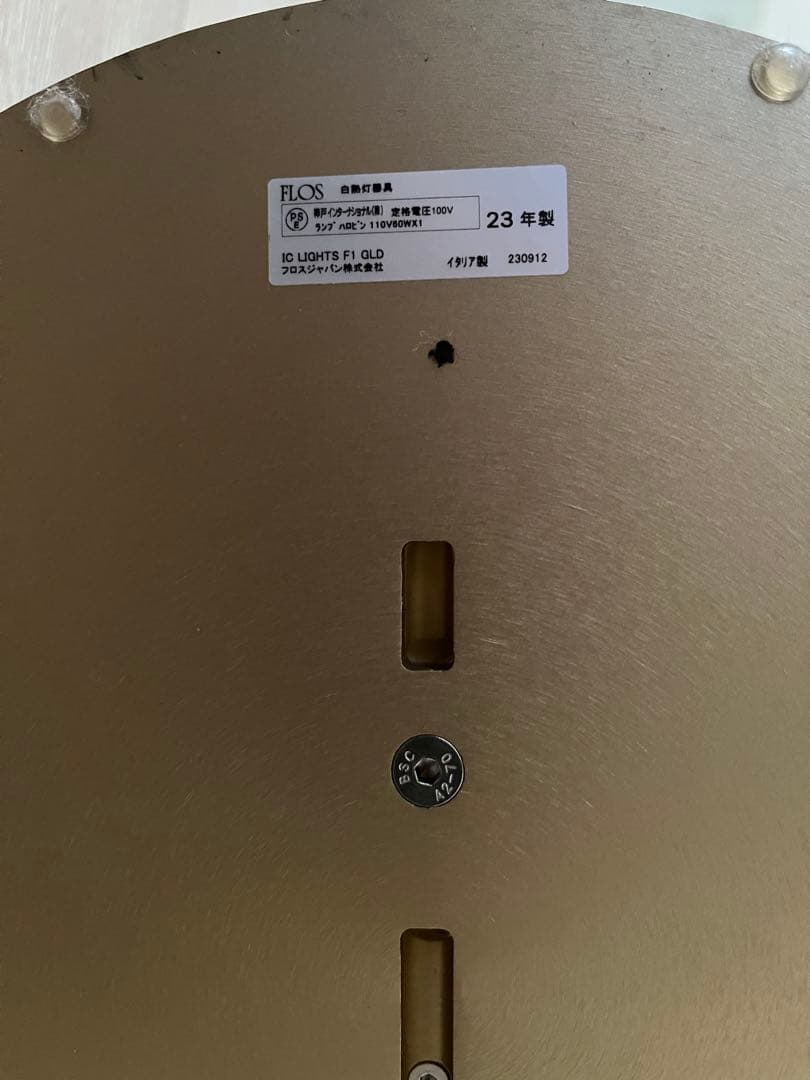 FLOS 白熱灯器具
PSE 神戸インターナショナル(株) 定格電圧100V
ランプ ハロピン 110V60WX1
23 年製
IC LIGHTS F1 GLD
フロスジャパン株式会社 イタリア製 230912
BSC A2-70